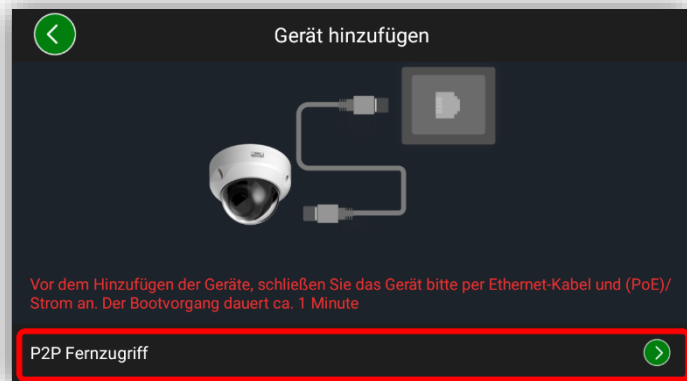 Gerät hinzufügen
Vor dem Hinzufügen der Geräte, schließen Sie das Gerät bitte per Ethernet-Kabel und (PoE)/
Strom an. Der Bootvorgang dauert ca. 1 Minute
P2P Fernzugriff